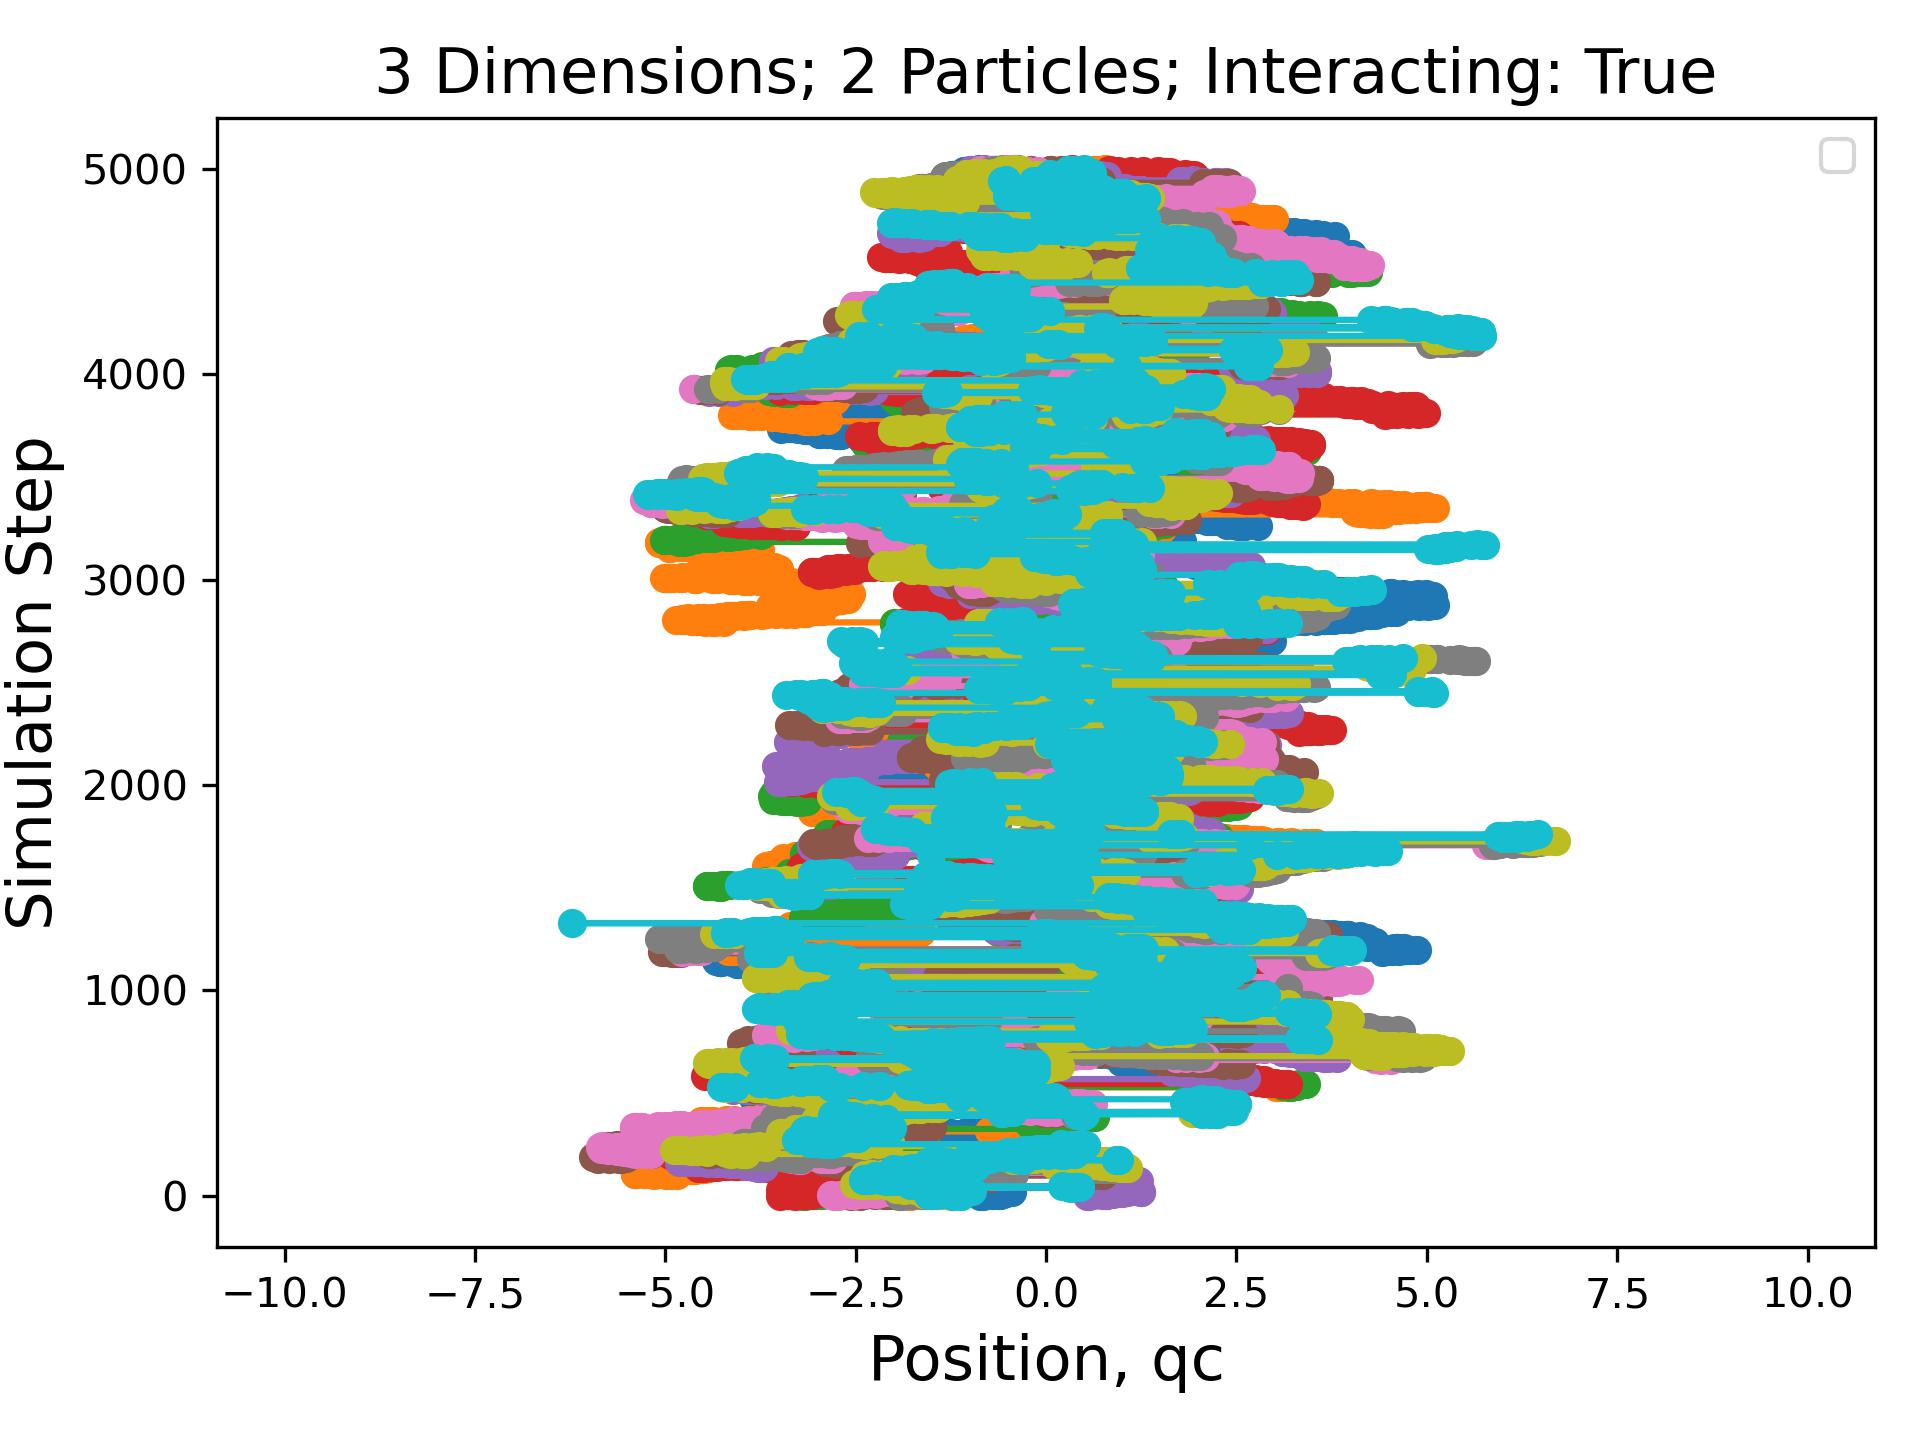 3 Dimensions; 2 Particles; Interacting: True
5000
4000
3000
2000
1000
0
Simulation Step
−10.0 −7.5 −5.0 −2.5 0.0 2.5 5.0 7.5 10.0
Position, qc